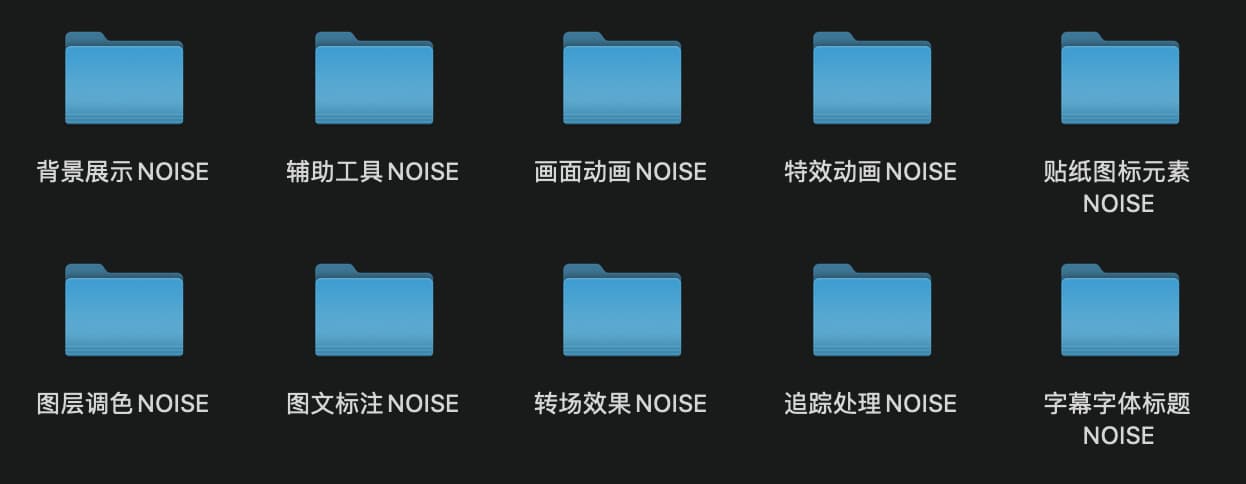 背景展示 NOISE
辅助工具 NOISE
画面动画 NOISE
特效动画 NOISE
贴纸图标元素
NOISE
图层调色 NOISE
图文标注 NOISE
转场效果 NOISE
追踪处理 NOISE
字幕字体标题
NOISE